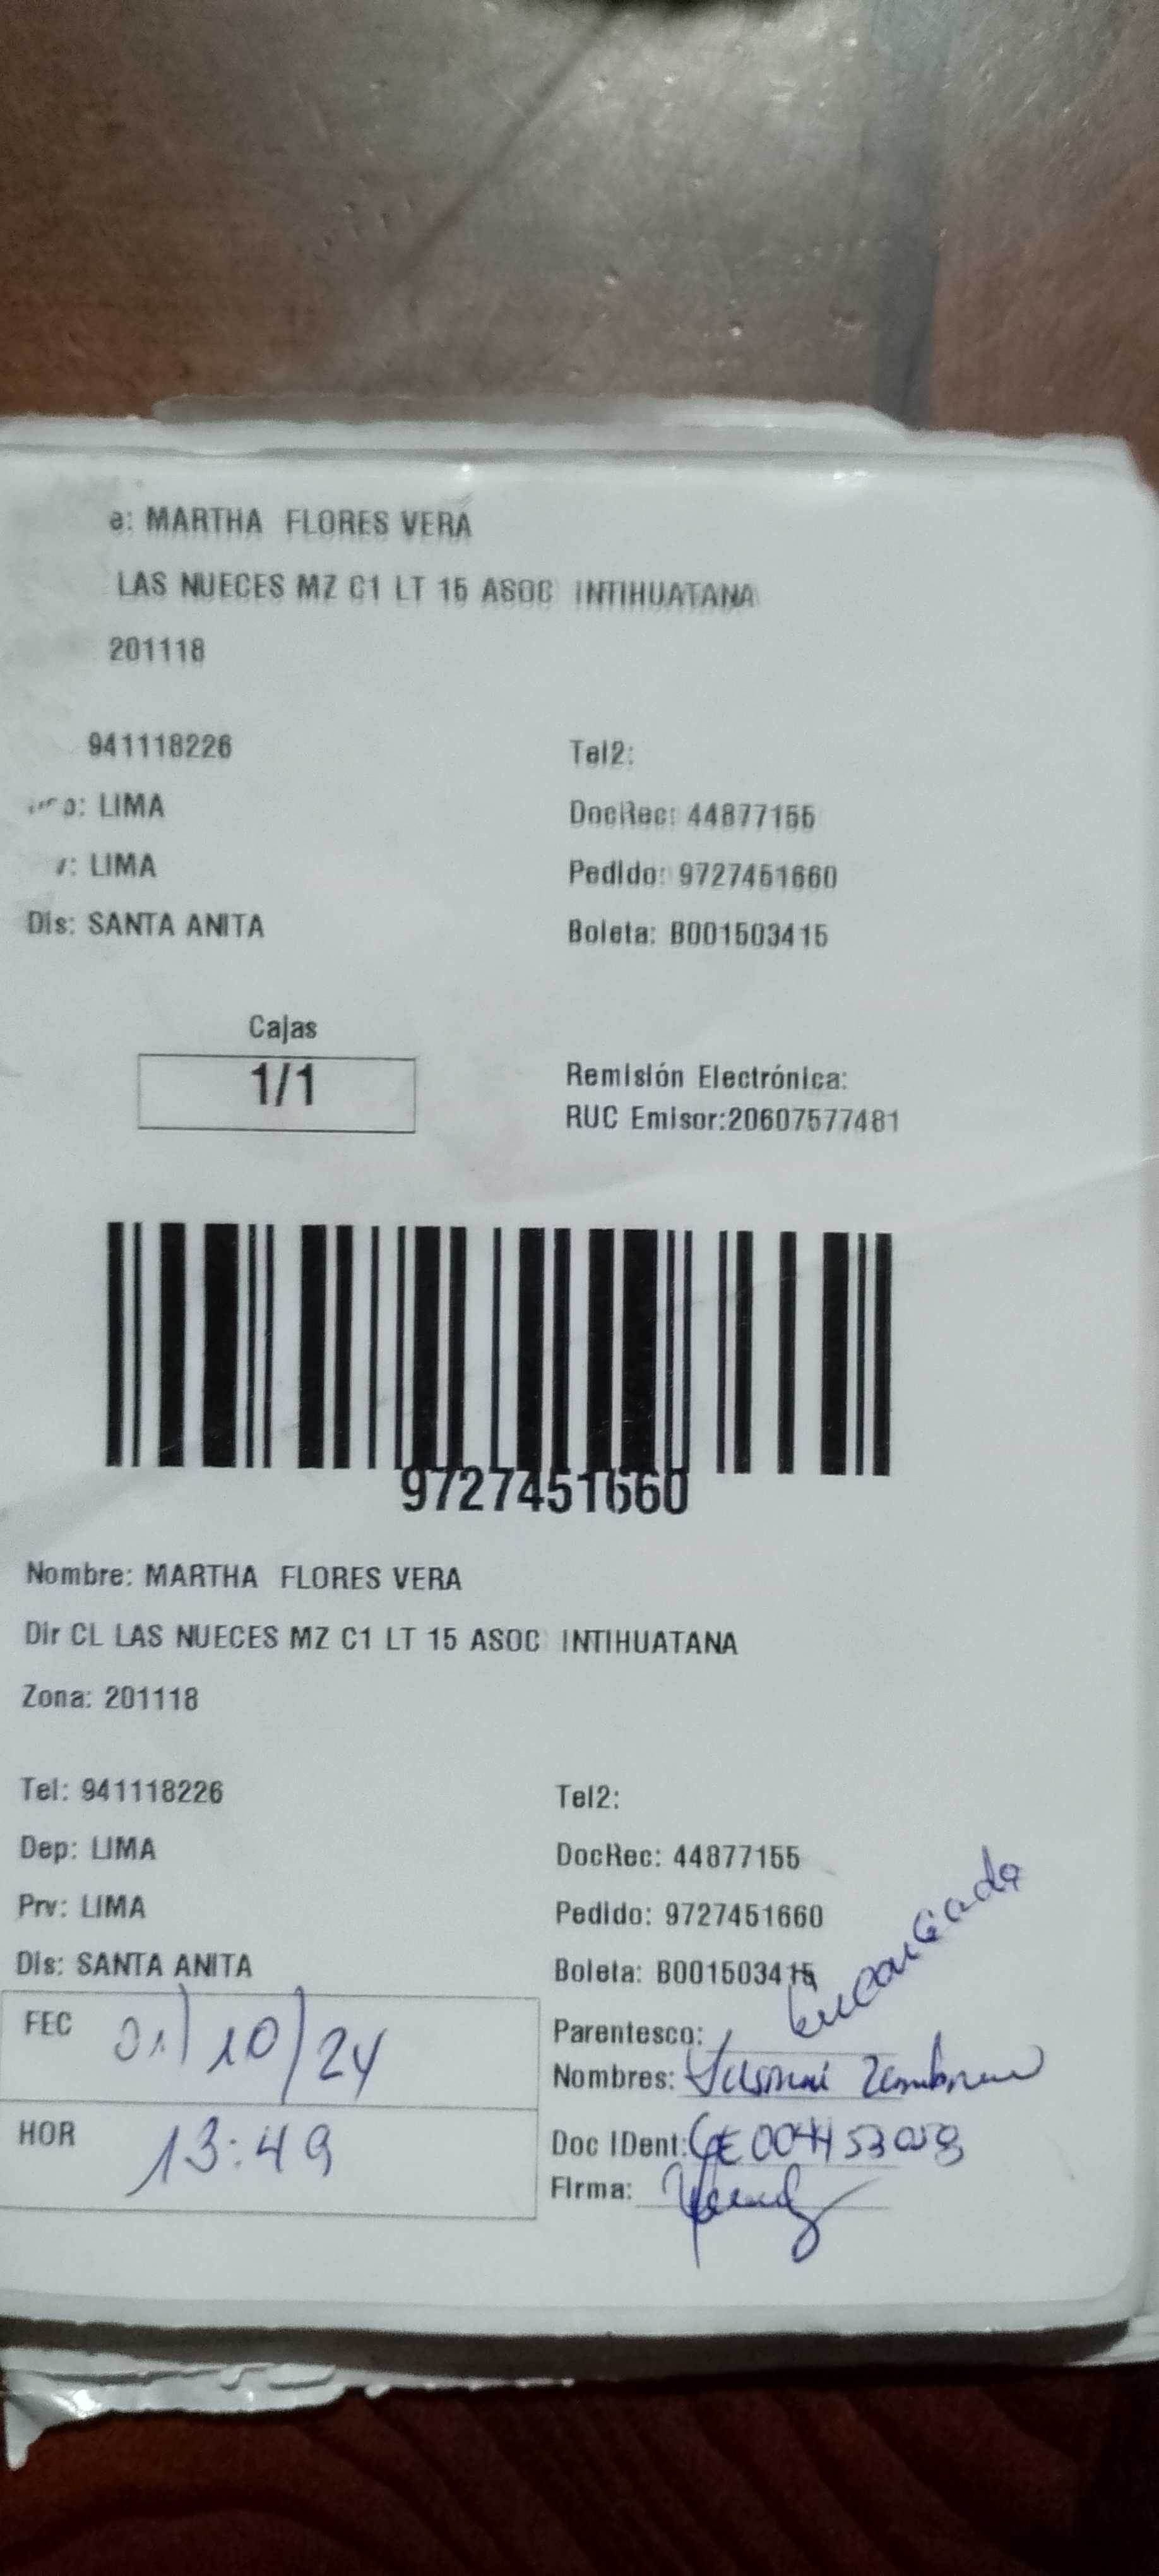 e: MARTHA FLORES VERA
LAS NUECES MZ C1 LT 15 ASOC INTIHUATANA
201118
941118226
Tel2:
LIMA
DocRec: 44877155
LIMA
Pedido: 9727451660
Dis: SANTA ANITA
Boleta: B001503415
Cajas
1/1
Remisión Electrónica:
RUC Emisor:20607577481
9727451660
Nombre: MARTHA FLORES VERA
Dir CL LAS NUECES MZ C1 LT 15 ASOC INTIHUATANA
Zona: 201118
Tel: 941118226
Tel2:
Dep: LIMA
DocRec: 44877155
Prv: LIMA
Pedido: 9727451660
Dis: SANTA ANITA
Boleta: B001503415
FEC 01/10/24
Parentesco: Encargada
Nombres:
HOR 13:49
Doc IDent:
Firma: